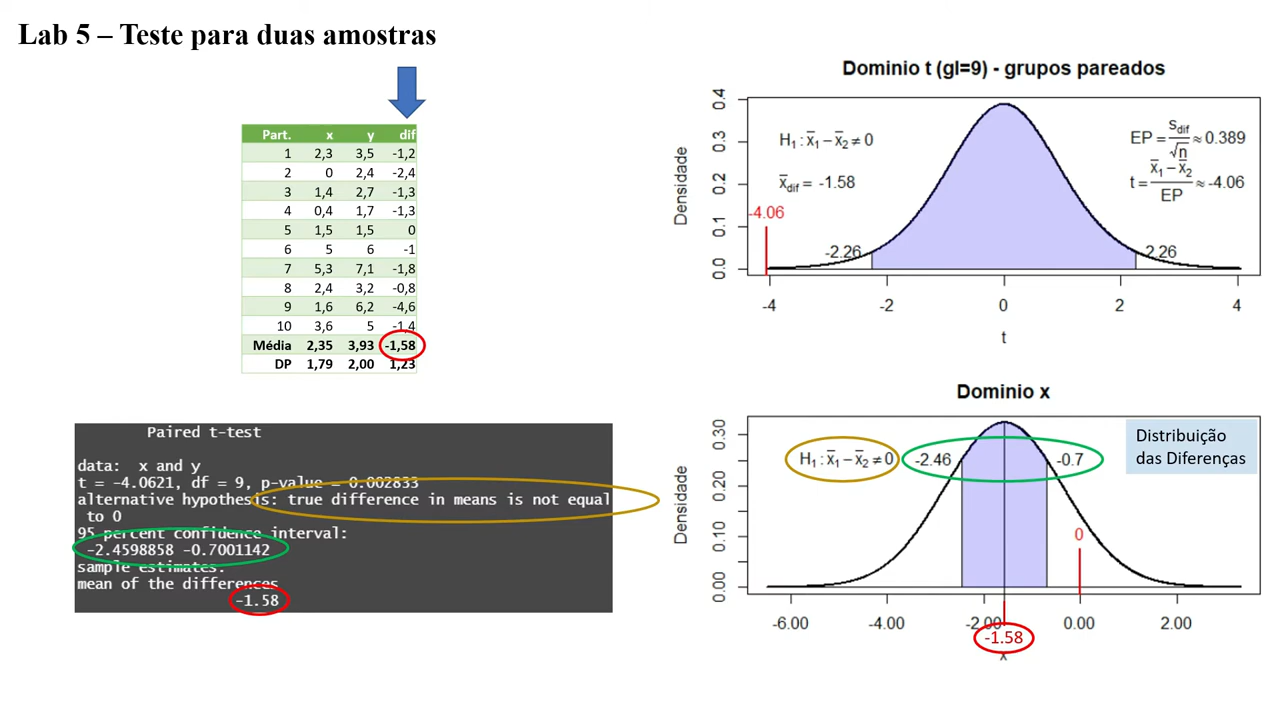 Lab 5 – Teste para duas amostras
Part. x y dif
1 2,3 3,5 -1,2
2 0 2,4 -2,4
3 1,4 2,7 -1,3
4 0,4 1,7 -1,3
5 1,5 1,5 0
6 5 6 -1
7 5,3 7,1 -1,8
8 2,4 3,2 -0,8
9 1,6 6,2 -4,6
10 3,6 5 -1,4
Média 2,35 3,93 -1,58
DP 1,79 2,00 1,23
Paired t-test
data: x and y
t = -4.0621, df = 9, p-value = 0.002833
alternative hypothesis: true difference in means is not equal
to 0
95 percent confidence interval:
-2.4598858 -0.7001142
sample estimates:
mean of the differences
-1.58
Dominio t (gl=9) - grupos pareados
Densidade
0.4
0.3
0.2
0.1
0.0
H₁ : x̄₁ − x̄₂ ≠ 0
x̄dif = -1.58
EP = sdif / √n ≈ 0.389
t = x̄₁ − x̄₂ / EP ≈ -4.06
-4.06
-2.26
2.26
-4 -2 0 2 4
t
Dominio x
Densidade
0.30
0.20
0.10
0.00
H₁ : x̄₁ − x̄₂ ≠ 0
-2.46
-0.7
Distribuição
das Diferenças
0
-6.00 -4.00 -2.00 0.00 2.00
-1.58
x